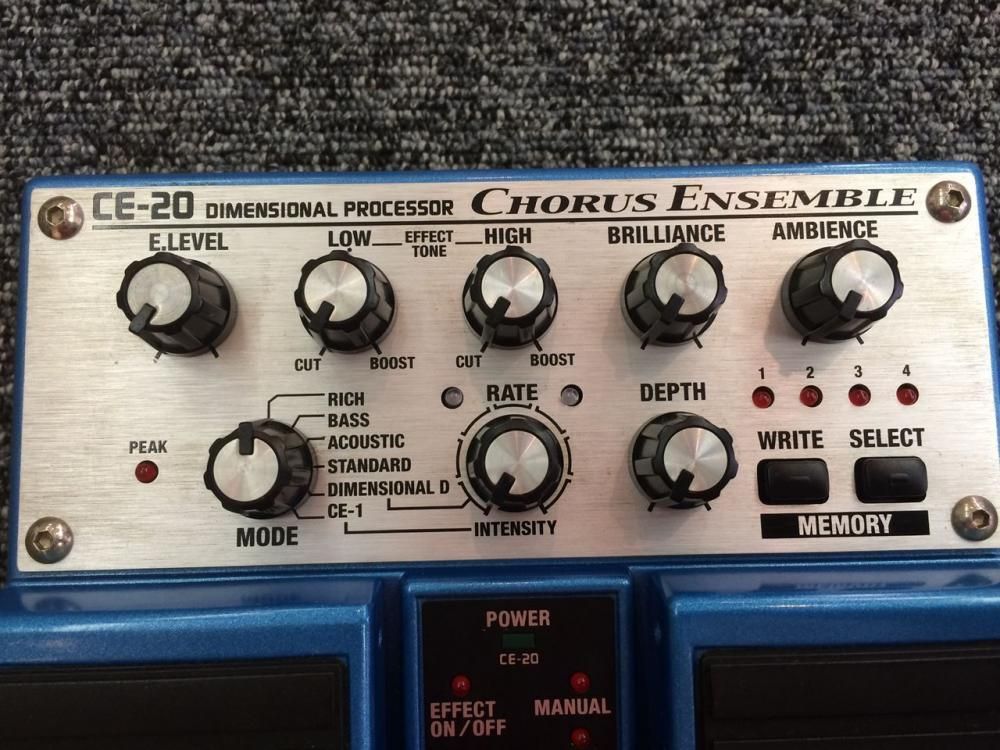 CE-20 DIMENSIONAL PROCESSOR CHORUS ENSEMBLE
E.LEVEL LOW EFFECT TONE HIGH BRILLIANCE AMBIENCE
CUT BOOST CUT BOOST
1 2 3 4
RICH
BASS
ACOUSTIC
STANDARD
DIMENSIONAL D
CE-1
PEAK
MODE
RATE
INTENSITY
DEPTH
WRITE SELECT
MEMORY
POWER
CE-20
EFFECT
ON/OFF
MANUAL